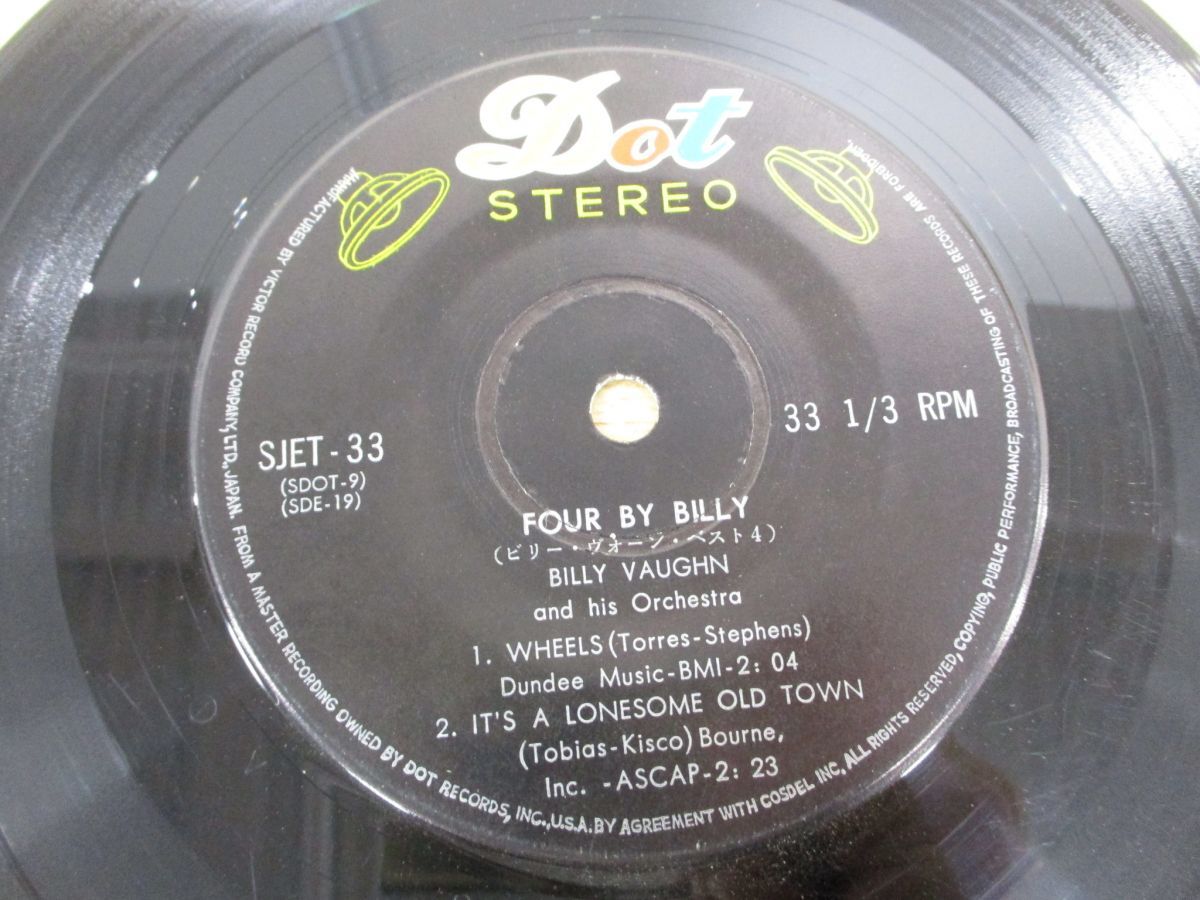 Dot
STEREO
SJET-33
(SDOT-9)
(SDE-19)
33 1/3 RPM
FOUR BY BILLY
(ビリー・ヴォーン・ベスト4)
BILLY VAUGHN
and his Orchestra
1. WHEELS (Torres-Stephens)
Dundee Music-BMI-2: 04
2. IT'S A LONESOME OLD TOWN
(Tobias-Kisco) Bourne,
Inc. -ASCAP-2: 23
MANUFACTURED BY VICTOR RECORD COMPANY, LTD. JAPAN. FROM A MASTER RECORDING OWNED BY DOT RECORDS, INC., U.S.A. BY AGREEMENT WITH COSDEL INC. ALL RIGHTS RESERVED, COPYING, PUBLIC PERFORMANCE, BROADCASTING OF THESE RECORDS ARE FORBIDDEN.